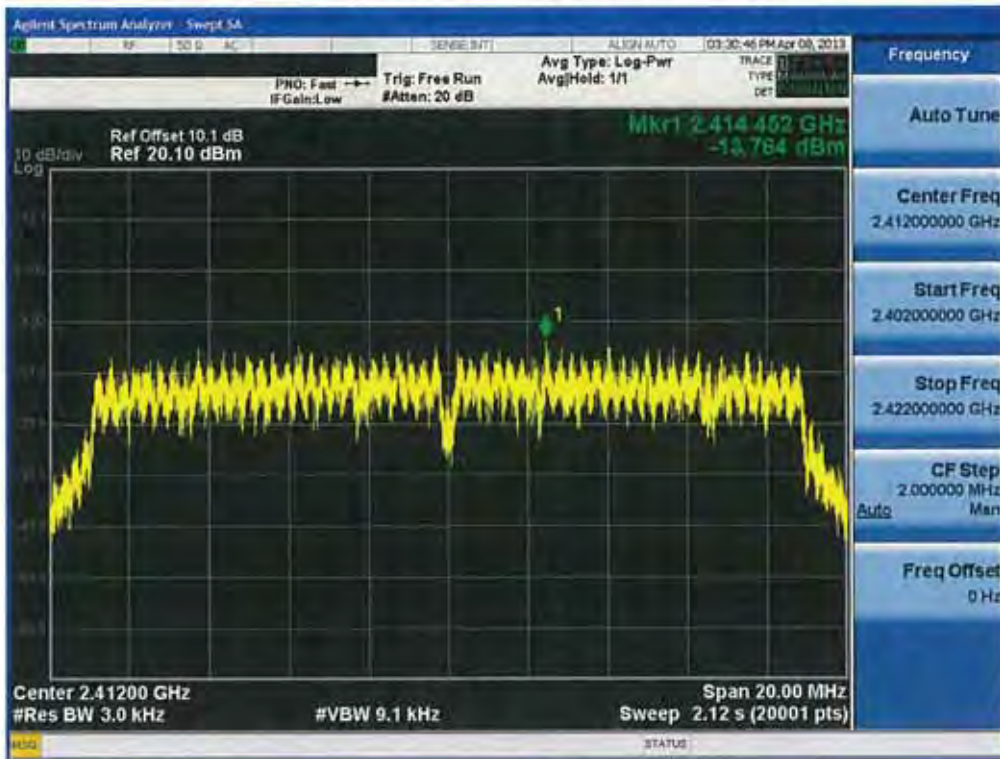 Agilent Spectrum Analyzer - Swept SA
RF 50 Ω AC SENSE:INT ALIGN AUTO 03:30:46 PM Apr 08, 2013
Frequency
PNO: Fast
IFGain:Low
Trig: Free Run
#Atten: 20 dB
Avg Type: Log-Pwr
Avg|Hold: 1/1
TRACE
TYPE
DET
Auto Tune
Mkr1 2.414 452 GHz
-13.764 dBm
Ref Offset 10.1 dB
10 dB/div Ref 20.10 dBm
Log
Center Freq
2.412000000 GHz
Start Freq
2.402000000 GHz
1
Stop Freq
2.422000000 GHz
CF Step
2.000000 MHz
Auto Man
Freq Offset
0 Hz
Center 2.41200 GHz Span 20.00 MHz
#Res BW 3.0 kHz #VBW 9.1 kHz Sweep 2.12 s (20001 pts)
MSG STATUS